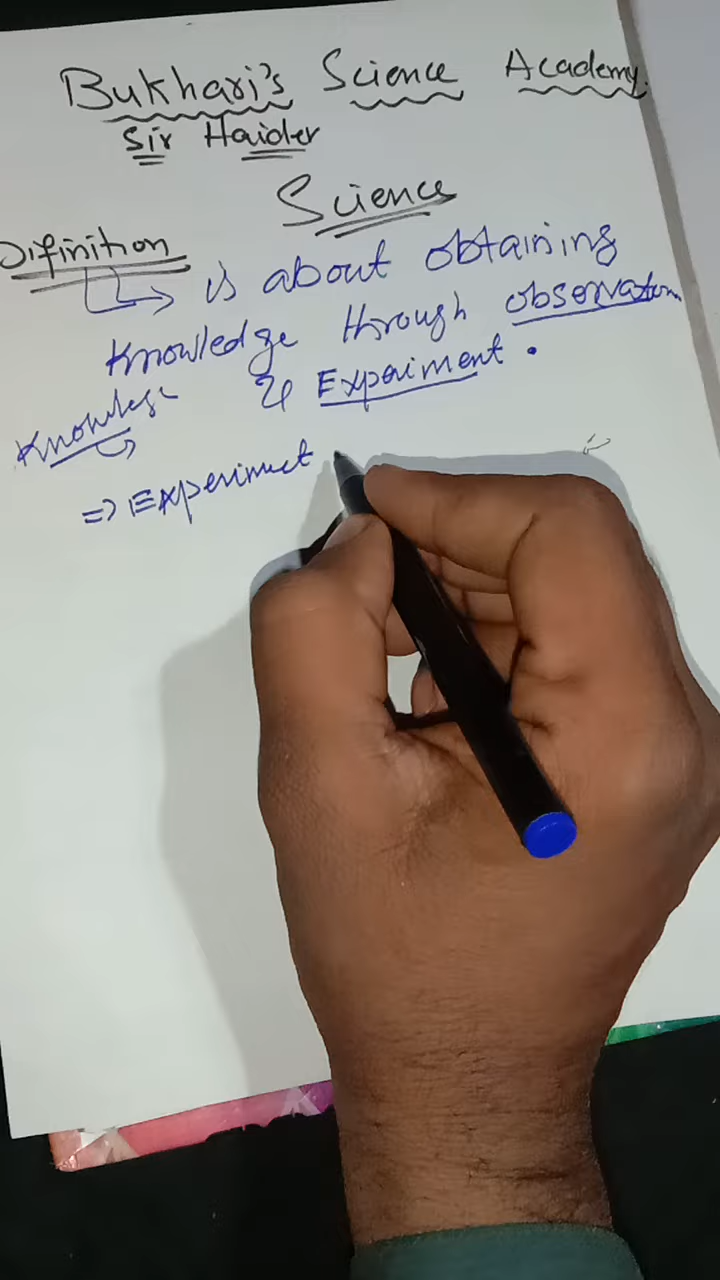 Bukhari's Science Academy.
Sir Haider
Science
Difinition
is about obtaining
Knowledge through observation
& Experiment .
Knowledge
=> Experiment